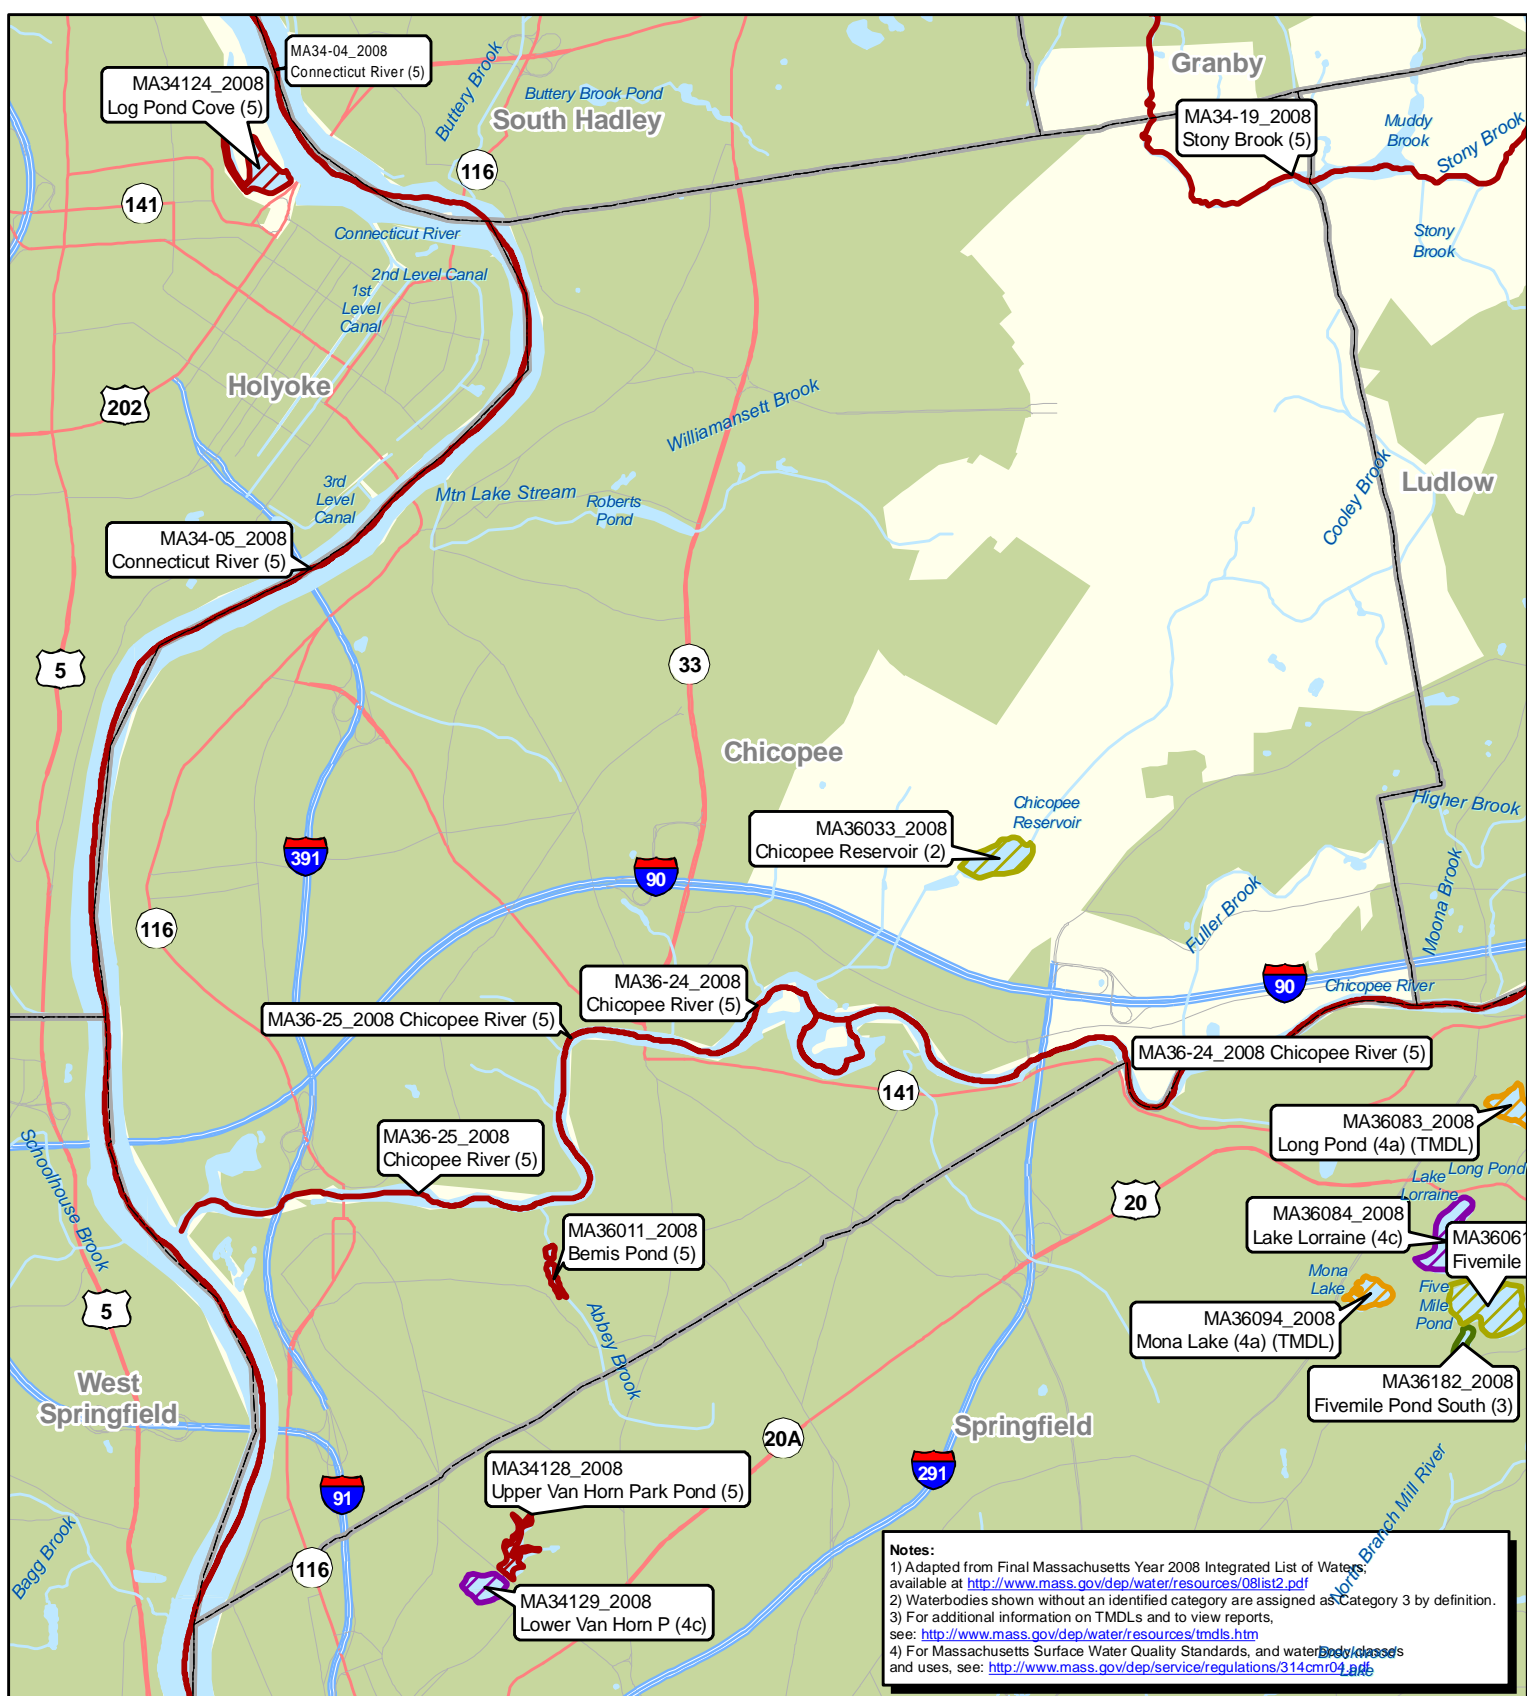 MA34-04_2008
Connecticut River (5)
MA34124_2008
Log Pond Cove (5)
Buttery Brook
Buttery Brook Pond
South Hadley
116
141
Granby
MA34-19_2008
Stony Brook (5)
Muddy
Brook
Stony Brook
Stony
Brook
Connecticut River
2nd Level Canal
1st
Level
Canal
Holyoke
202
Williamansett Brook
3rd
Level
Canal
Mtn Lake Stream
Roberts
Pond
Cooley Brook
Ludlow
MA34-05_2008
Connecticut River (5)
5
33
Chicopee
Chicopee
Reservoir
MA36033_2008
Chicopee Reservoir (2)
Higher Brook
391
90
Fuller Brook
Moona Brook
116
MA36-24_2008
Chicopee River (5)
90
Chicopee River
MA36-25_2008 Chicopee River (5)
MA36-24_2008 Chicopee River (5)
141
MA36083_2008
Long Pond (4a) (TMDL)
MA36-25_2008
Chicopee River (5)
Schoolhouse Brook
Lake
Lorraine
Long Pond
20
MA36084_2008
Lake Lorraine (4c)
MA36061
Fivemile
MA36011_2008
Bemis Pond (5)
Mona
Lake
Five
Mile
Pond
5
Abbey Brook
MA36094_2008
Mona Lake (4a) (TMDL)
West
Springfield
MA36182_2008
Fivemile Pond South (3)
20A
Springfield
291
MA34128_2008
Upper Van Horn Park Pond (5)
91
North Branch Mill River
Bagg Brook
116
MA34129_2008
Lower Van Horn P (4c)
Notes:
1) Adapted from Final Massachusetts Year 2008 Integrated List of Waters;
available at http://www.mass.gov/dep/water/resources/08list2.pdf
2) Waterbodies shown without an identified category are assigned as Category 3 by definition.
3) For additional information on TMDLs and to view reports,
see: http://www.mass.gov/dep/water/resources/tmdls.htm
4) For Massachusetts Surface Water Quality Standards, and waterbody classes
and uses, see: http://www.mass.gov/dep/service/regulations/314cmr04.pdf
Brookwood
Lake